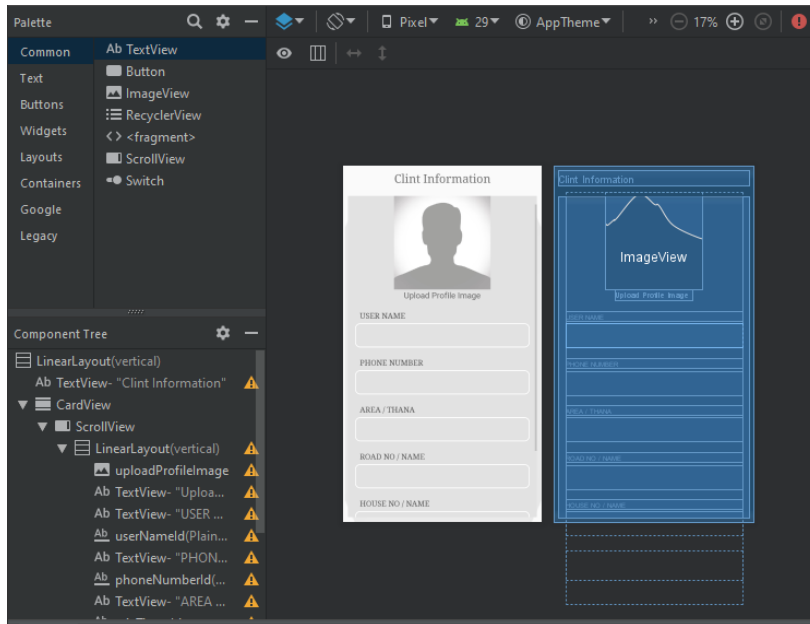 Palette
Pixel
29
AppTheme
»
17%
Common
Text
Buttons
Widgets
Layouts
Containers
Google
Legacy
Ab TextView
Button
ImageView
RecyclerView
<fragment>
ScrollView
Switch
Component Tree
LinearLayout(vertical)
Ab TextView- "Clint Information"
CardView
ScrollView
LinearLayout(vertical)
uploadProfileImage
Ab TextView- "Uploa...
Ab TextView- "USER ...
Ab userNameId(Plain...
Ab TextView- "PHON...
Ab phoneNumberId(...
Ab TextView- "AREA ...
Clint Information
Upload Profile Image
USER NAME
PHONE NUMBER
AREA / THANA
ROAD NO / NAME
HOUSE NO / NAME
Clint Information
ImageView
Upload Profile Image
USER NAME
PHONE NUMBER
AREA / THANA
ROAD NO / NAME
HOUSE NO / NAME